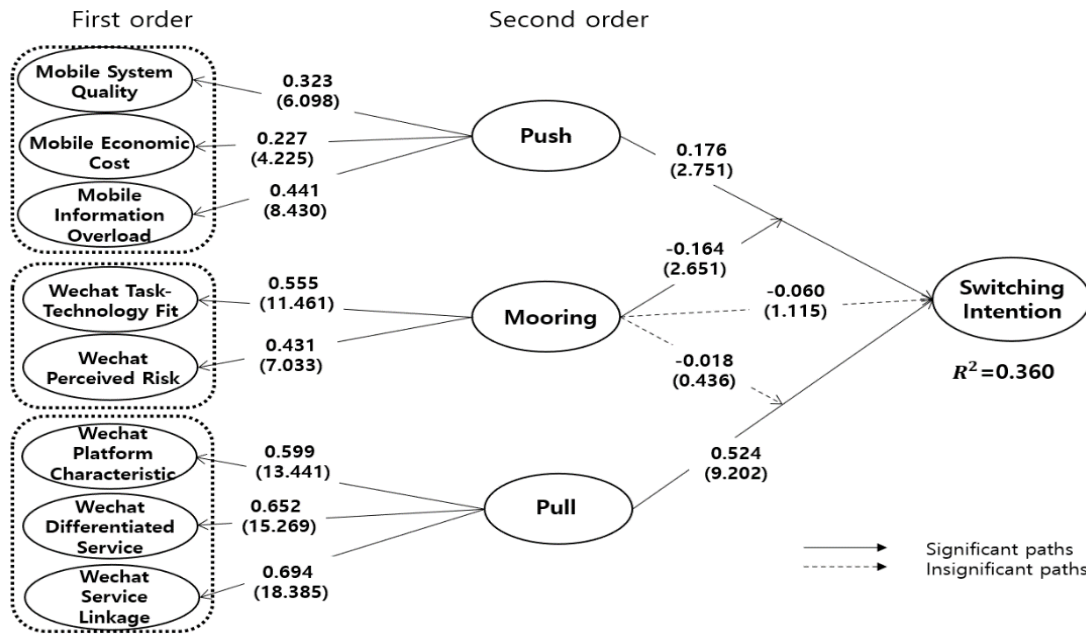 First order
Second order
Mobile System
Quality
0.323
(6.098)
Mobile Economic
Cost
0.227
(4.225)
Mobile
Information
Overload
0.441
(8.430)
Push
0.176
(2.751)
Wechat Task-
Technology Fit
0.555
(11.461)
Wechat
Perceived Risk
0.431
(7.033)
Mooring
-0.164
(2.651)
-0.060
(1.115)
-0.018
(0.436)
Switching
Intention
R²=0.360
Wechat
Platform
Characteristic
0.599
(13.441)
Wechat
Differentiated
Service
0.652
(15.269)
Wechat
Service
Linkage
0.694
(18.385)
Pull
0.524
(9.202)
Significant paths
Insignificant paths